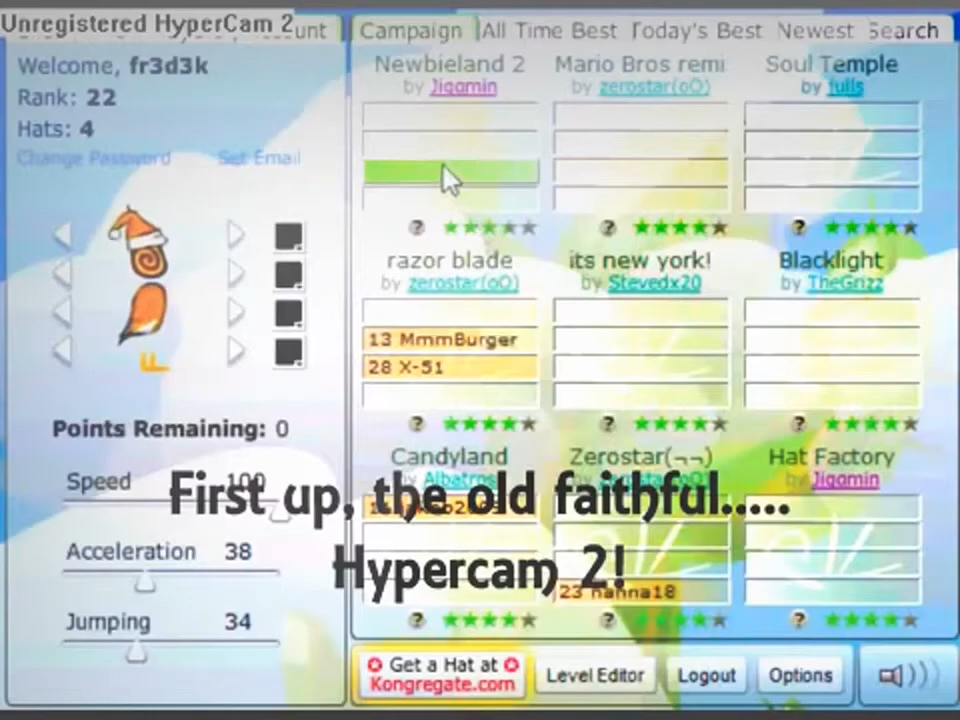 Unregistered HyperCam 2
Campaign All Time Best Today's Best Newest Search
Welcome, fr3d3k
Rank: 22
Hats: 4
Change Password Set Email
Newbieland 2
by Jiggmin
Mario Bros remi
by zerostar(oO)
Soul Temple
by
razor blade
by zerostar(oO)
13 MmmBurger
28 X-51
its new york!
by Stevedx20
Blacklight
by TheGrizz
Points Remaining: 0
Speed 100
Acceleration 38
Jumping 34
Candyland
by
Zerostar(¬¬)
23 hanna18
Hat Factory
by Jiggmin
First up, the old faithful.....
Hypercam 2!
Get a Hat at
Kongregate.com
Level Editor
Logout
Options